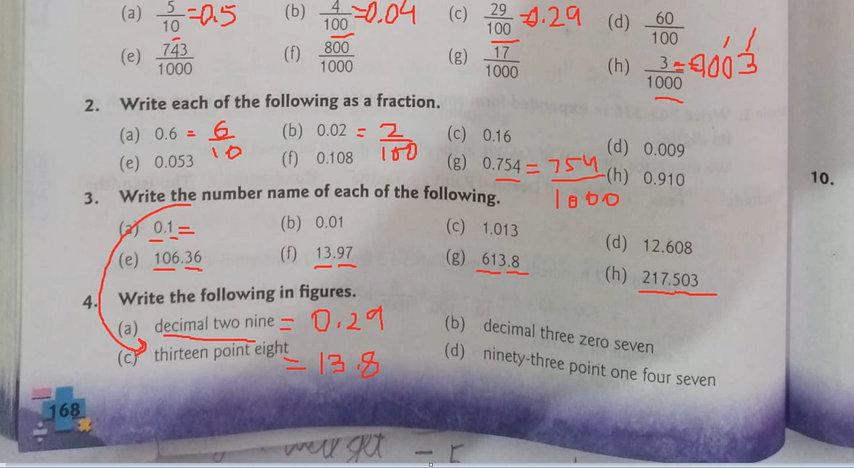 (a) 5/10 =0.5 (b) 4/100 =0.04 (c) 29/100 0.29 (d) 60/100
(e) 743/1000 (f) 800/1000 (g) 17/1000 (h) 3/1000 =
2. Write each of the following as a fraction.
(a) 0.6 = 6/10 (b) 0.02 = 2/100 (c) 0.16 (d) 0.009
(e) 0.053 (f) 0.108 (g) 0.754 = 754/1000 (h) 0.910
3. Write the number name of each of the following.
(a) 0.1 = (b) 0.01 (c) 1.013 (d) 12.608
(e) 106.36 (f) 13.97 (g) 613.8 (h) 217.503
4. Write the following in figures.
(a) decimal two nine = 0.29 (b) decimal three zero seven
(c) thirteen point eight = 13.8 (d) ninety-three point one four seven
168
10.